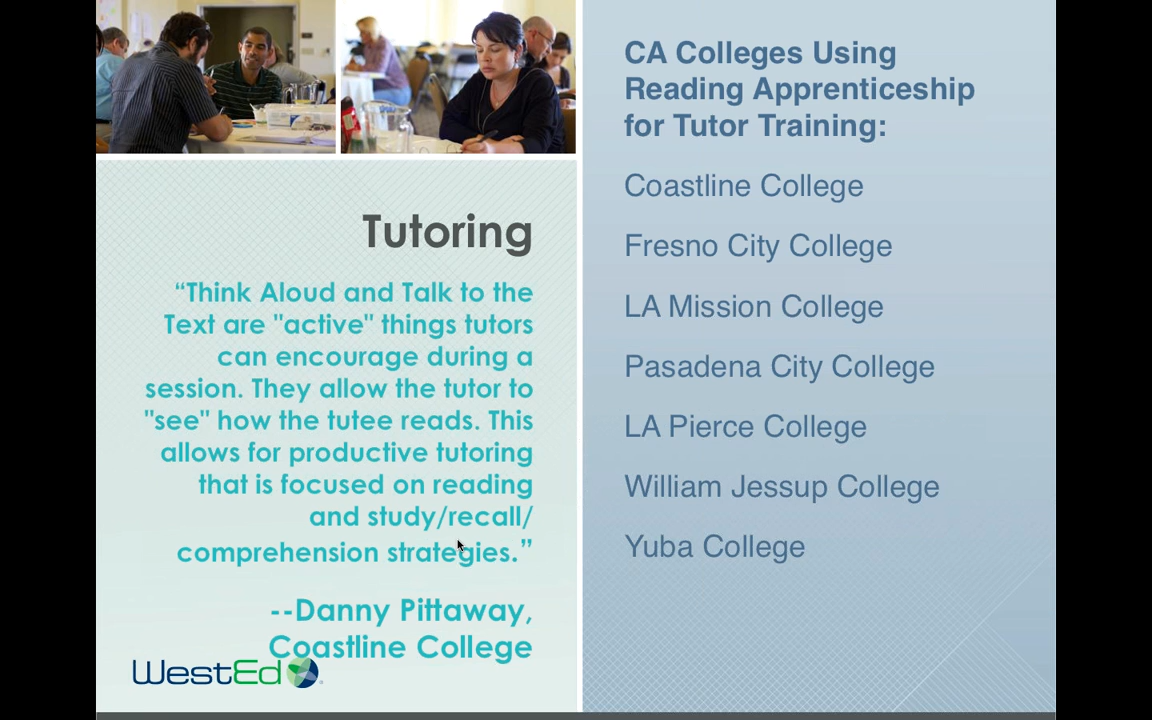 Tutoring
“Think Aloud and Talk to the
Text are "active" things tutors
can encourage during a
session. They allow the tutor to
"see" how the tutee reads. This
allows for productive tutoring
that is focused on reading
and study/recall/
comprehension strategies.”
--Danny Pittaway,
Coastline College
WestEd
CA Colleges Using
Reading Apprenticeship
for Tutor Training:
Coastline College
Fresno City College
LA Mission College
Pasadena City College
LA Pierce College
William Jessup College
Yuba College